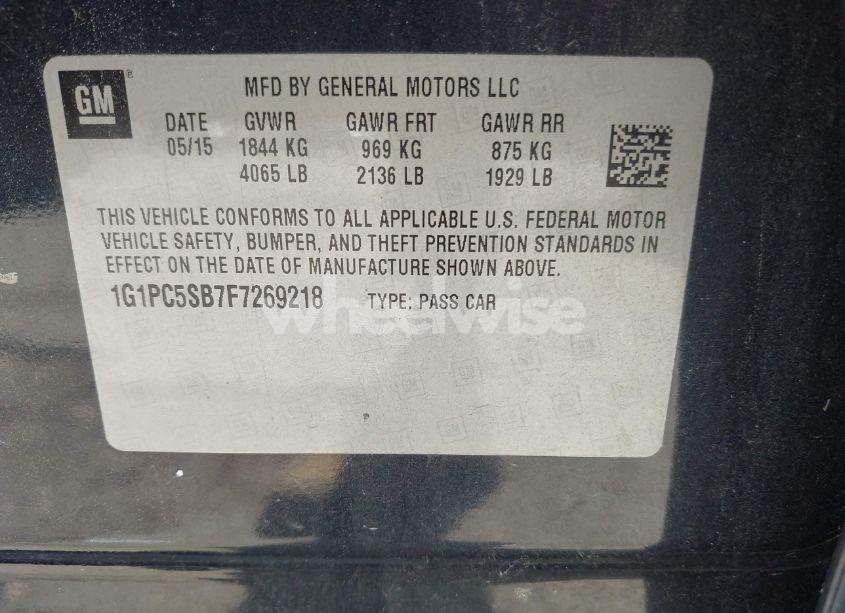 GM
MFD BY GENERAL MOTORS LLC
DATE GVWR GAWR FRT GAWR RR
05/15 1844 KG 969 KG 875 KG
4065 LB 2136 LB 1929 LB
THIS VEHICLE CONFORMS TO ALL APPLICABLE U.S. FEDERAL MOTOR
VEHICLE SAFETY, BUMPER, AND THEFT PREVENTION STANDARDS IN
EFFECT ON THE DATE OF MANUFACTURE SHOWN ABOVE.
1G1PC5SB7F7269218 TYPE: PASS CAR
wheelwise